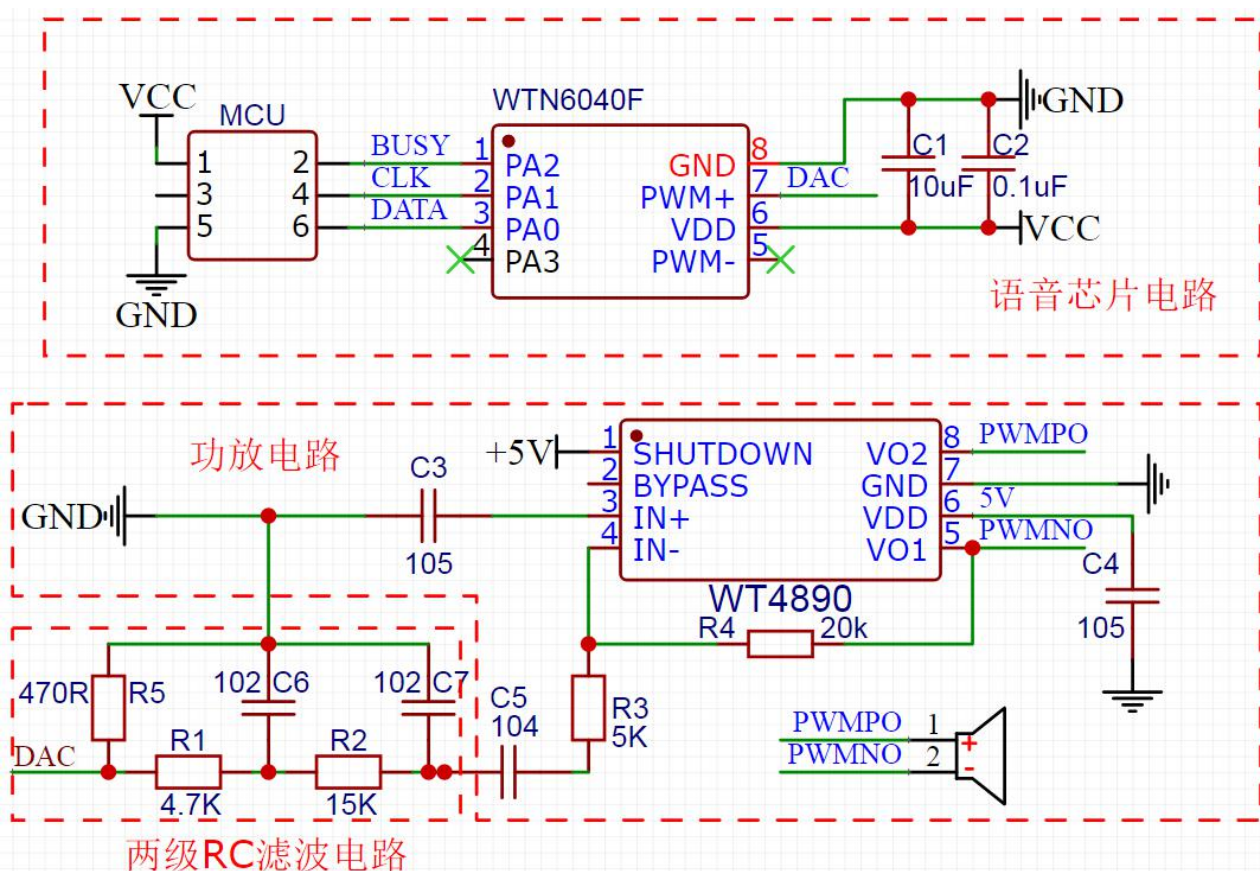 VCC
MCU
1 2
3 4
5 6
GND
BUSY
CLK
DATA
WTN6040F
1 PA2
2 PA1
3 PA0
4 PA3
GND 8
PWM+ 7
VDD 6
PWM- 5
DAC
C1
10uF
C2
0.1uF
GND
VCC
语音芯片电路
功放电路
GND
C3
105
+5V
1 SHUTDOWN
2 BYPASS
3 IN+
4 IN-
VO2 8
GND 7
VDD 6
VO1 5
PWMPO
5V
PWMNO
WT4890
C4
105
R4 20k
R3
5K
C5
104
470R R5
102 C6
102 C7
DAC
R1
4.7K
R2
15K
PWMPO 1
PWMNO 2
+
-
两级RC滤波电路